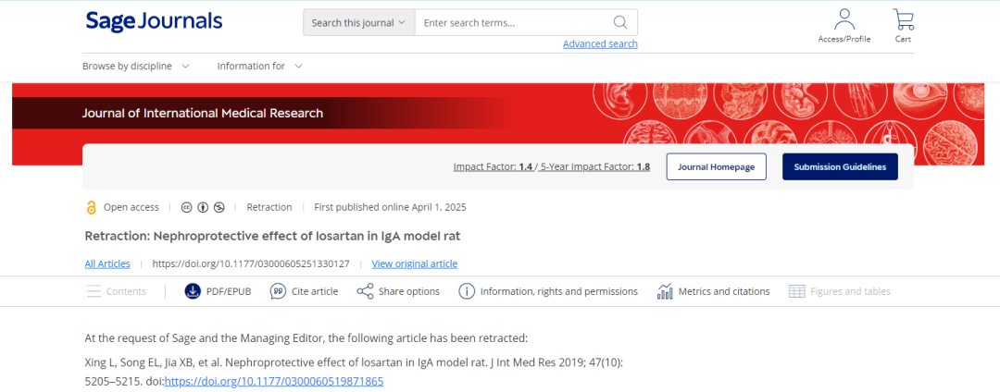 Sage Journals
Search this journal
Enter search terms...
Advanced search
Access/Profile
Cart
Browse by discipline
Information for
Journal of International Medical Research
Impact Factor: 1.4 / 5-Year Impact Factor: 1.8
Journal Homepage
Submission Guidelines
Open access | Retraction | First published online April 1, 2025
Retraction: Nephroprotective effect of losartan in IgA model rat
All Articles | https://doi.org/10.1177/03000605251330127 | View original article
Contents
PDF/EPUB
Cite article
Share options
Information, rights and permissions
Metrics and citations
Figures and tables
At the request of Sage and the Managing Editor, the following article has been retracted:
Xing L, Song EL, Jia XB, et al. Nephroprotective effect of losartan in IgA model rat. J Int Med Res 2019; 47(10):
5205–5215. doi:https://doi.org/10.1177/0300060519871865